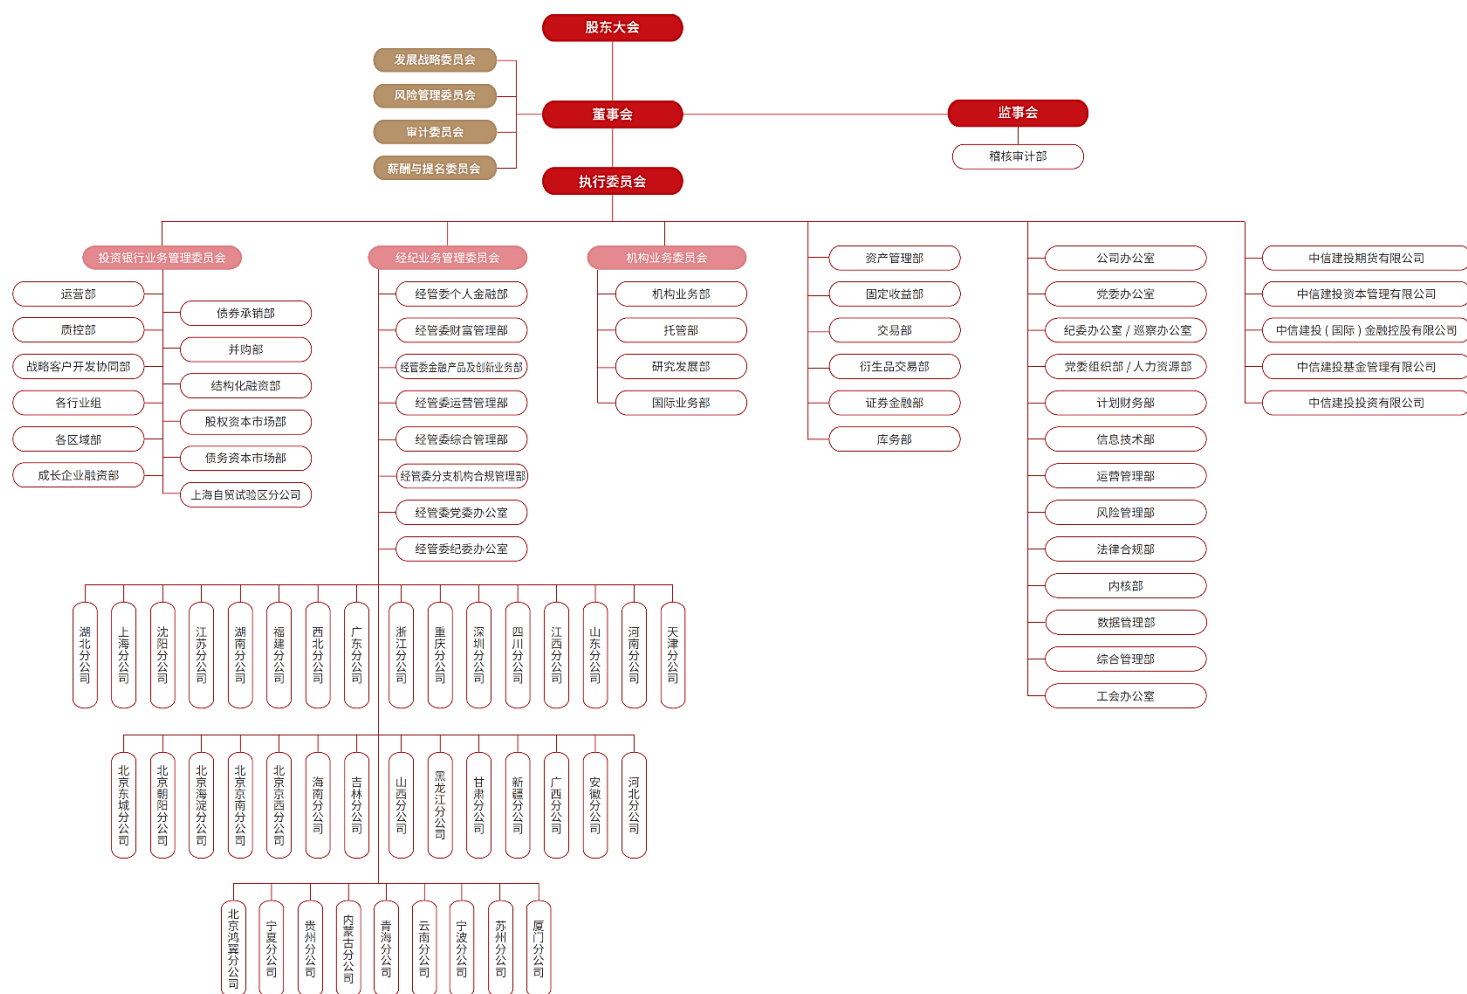 股东大会
发展战略委员会
风险管理委员会
审计委员会
薪酬与提名委员会
董事会
监事会
稽核审计部
执行委员会
投资银行业务管理委员会
运营部
质控部
战略客户开发协同部
各行业组
各区域部
成长企业融资部
债券承销部
并购部
结构化融资部
股权资本市场部
债务资本市场部
上海自贸试验区分公司
经纪业务管理委员会
经管委个人金融部
经管委财富管理部
经管委金融产品及创新业务部
经管委运营管理部
经管委综合管理部
经管委分支机构合规管理部
经管委党委办公室
经管委纪委办公室
机构业务委员会
机构业务部
托管部
研究发展部
国际业务部
资产管理部
固定收益部
交易部
衍生品交易部
证券金融部
库务部
公司办公室
党委办公室
纪委办公室 / 巡察办公室
党委组织部 / 人力资源部
计划财务部
信息技术部
运营管理部
风险管理部
法律合规部
内核部
数据管理部
综合管理部
工会办公室
中信建投期货有限公司
中信建投资本管理有限公司
中信建投 ( 国际 ) 金融控股有限公司
中信建投基金管理有限公司
中信建投投资有限公司
湖北分公司
上海分公司
沈阳分公司
江苏分公司
湖南分公司
福建分公司
西北分公司
广东分公司
浙江分公司
重庆分公司
深圳分公司
四川分公司
江西分公司
山东分公司
河南分公司
天津分公司
北京东城分公司
北京朝阳分公司
北京海淀分公司
北京京南分公司
北京京西分公司
海南分公司
吉林分公司
山西分公司
黑龙江分公司
甘肃分公司
新疆分公司
广西分公司
安徽分公司
河北分公司
北京鸿翼分公司
宁夏分公司
贵州分公司
内蒙古分公司
青海分公司
云南分公司
宁波分公司
苏州分公司
厦门分公司